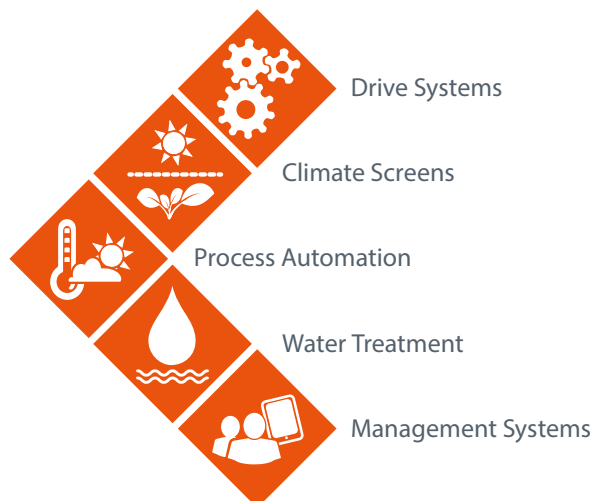 Drive Systems
Climate Screens
Process Automation
Water Treatment
Management Systems